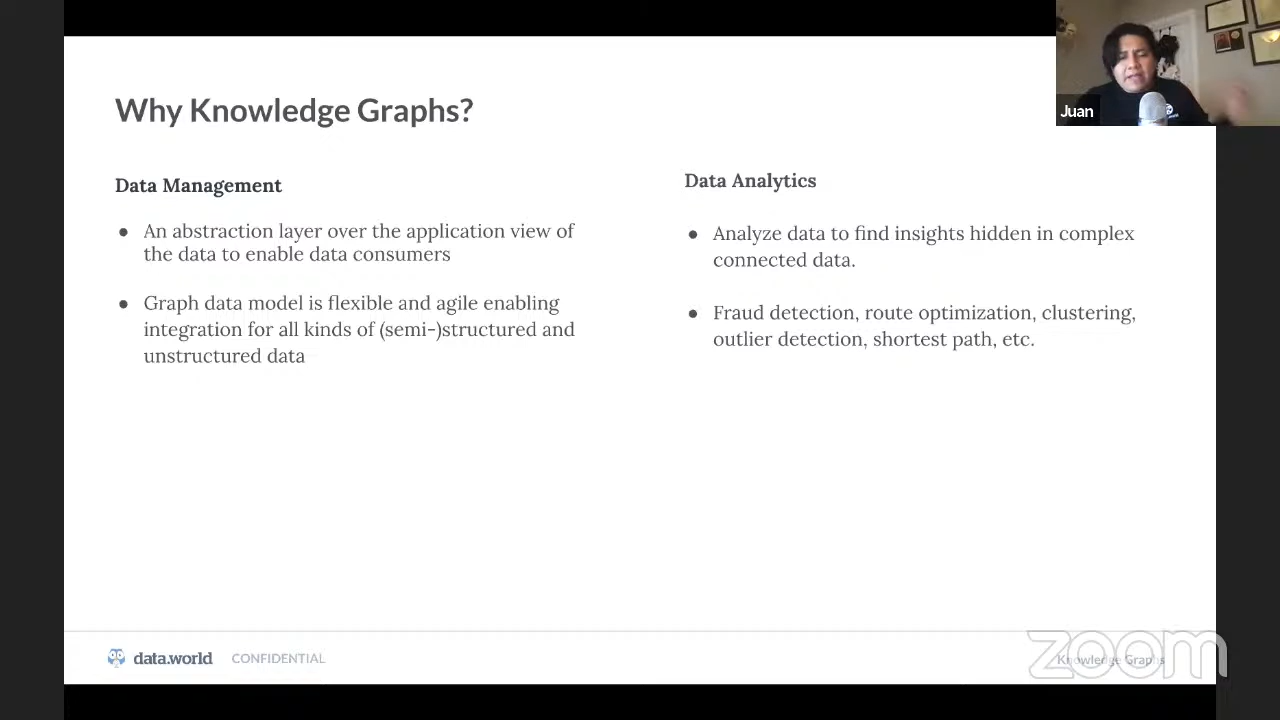 Why Knowledge Graphs?
Data Management
● An abstraction layer over the application view of
the data to enable data consumers
● Graph data model is flexible and agile enabling
integration for all kinds of (semi-)structured and
unstructured data
Data Analytics
● Analyze data to find insights hidden in complex
connected data.
● Fraud detection, route optimization, clustering,
outlier detection, shortest path, etc.
Juan
data.world CONFIDENTIAL
Knowledge Graphs
zoom